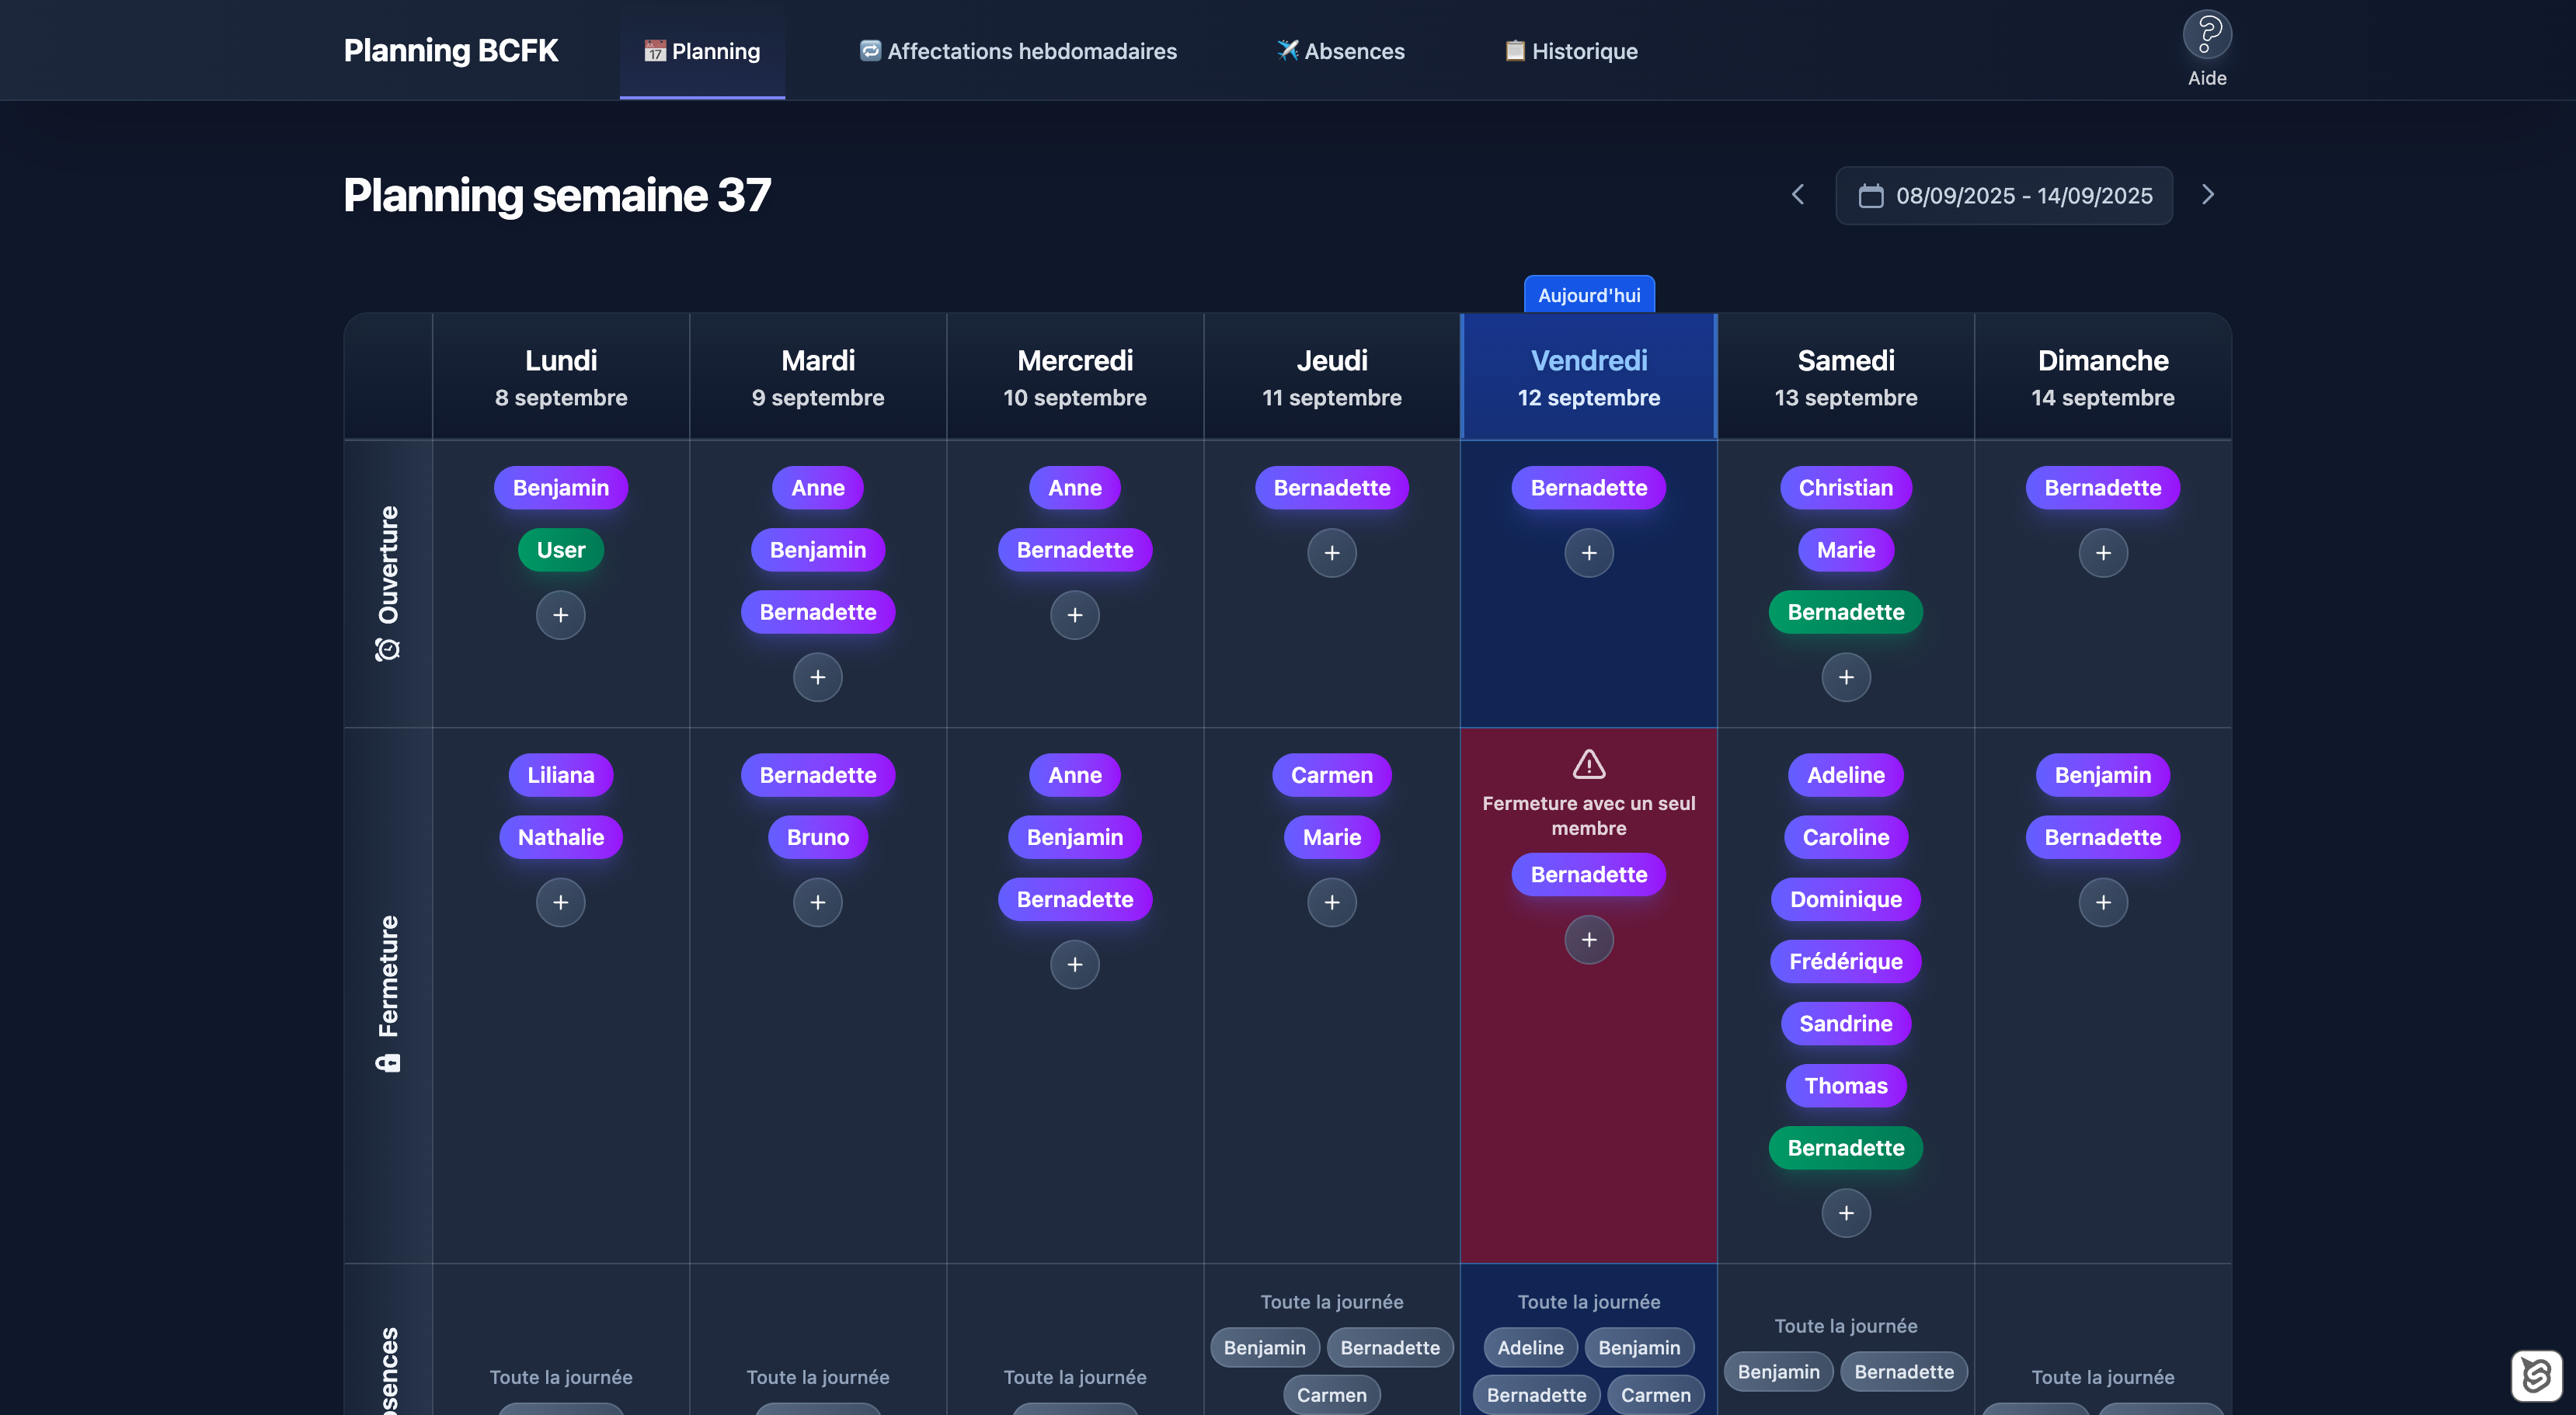 Planning BCFK
Planning
Affectations hebdomadaires
Absences
Historique
Aide
Planning semaine 37
08/09/2025 - 14/09/2025
Aujourd'hui
Lundi
8 septembre
Mardi
9 septembre
Mercredi
10 septembre
Jeudi
11 septembre
Vendredi
12 septembre
Samedi
13 septembre
Dimanche
14 septembre
Ouverture
Benjamin
User
Anne
Benjamin
Bernadette
Anne
Bernadette
Bernadette
Bernadette
Christian
Marie
Bernadette
Bernadette
Fermeture
Liliana
Nathalie
Bernadette
Bruno
Anne
Benjamin
Bernadette
Carmen
Marie
Fermeture avec un seul
membre
Bernadette
Adeline
Caroline
Dominique
Frédérique
Sandrine
Thomas
Bernadette
Benjamin
Bernadette
Toute la journée
Toute la journée
Toute la journée
Toute la journée
Benjamin Bernadette
Carmen
Toute la journée
Adeline Benjamin
Bernadette Carmen
Toute la journée
Benjamin Bernadette
Toute la journée